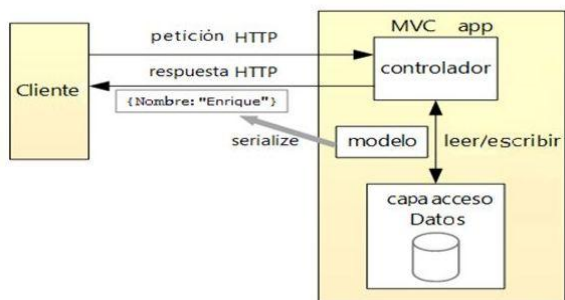 petición HTTP
MVC app
controlador
respuesta HTTP
Cliente
{Nombre: "Enrique"}
serialize
modelo
leer/escribir
capa acceso
Datos